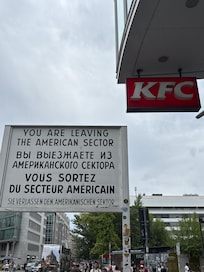 KFC
YOU ARE LEAVING
THE AMERICAN SECTOR
ВЫ ВЫЕЗЖАЕТЕ ИЗ
АМЕРИКАНСКОГО СЕКТОРА
VOUS SORTEZ
DU SECTEUR AMÉRICAIN
SIE VERLASSEN DEN AMERIKANISCHEN SEKTOR